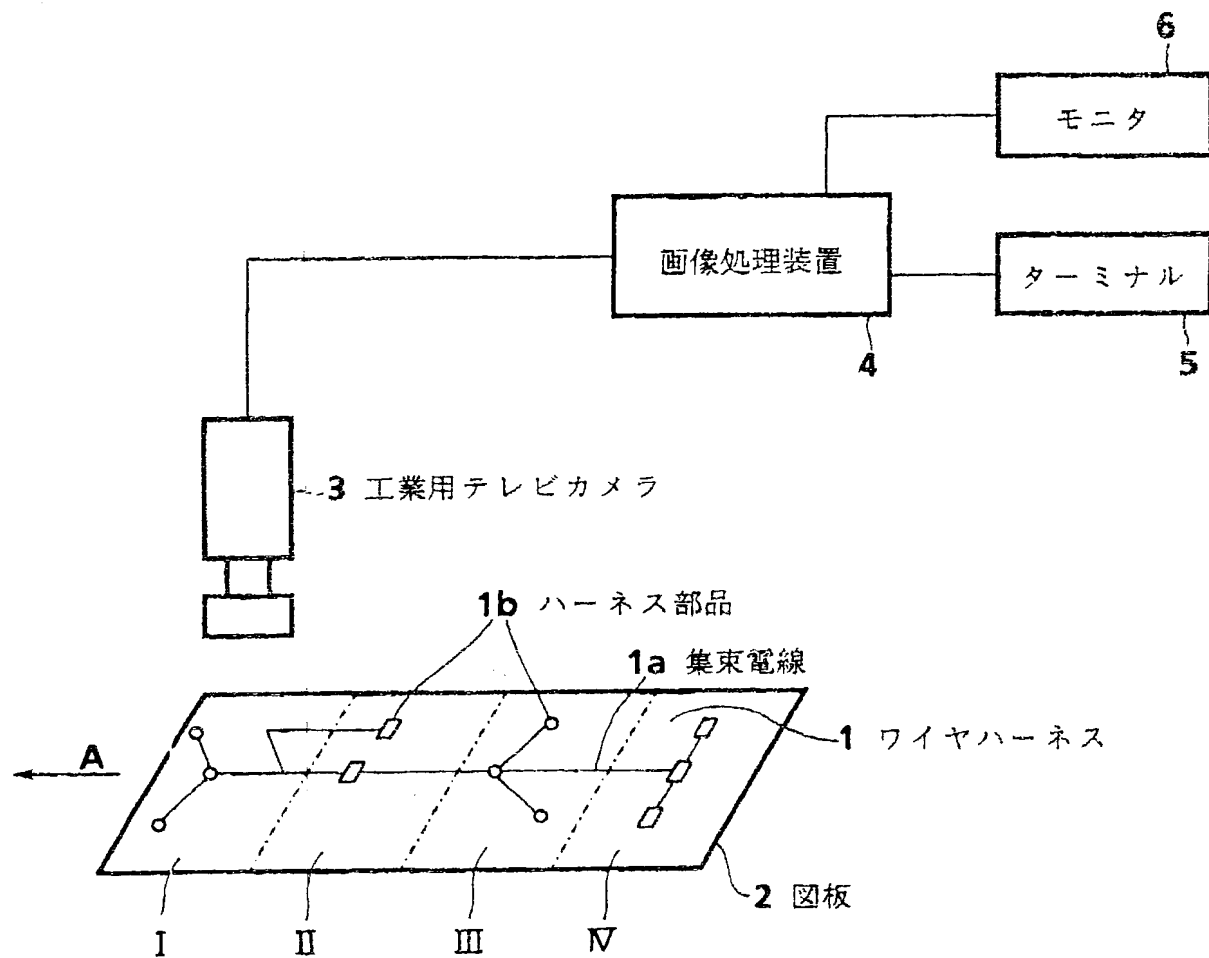 6
モニタ
画像処理装置
ターミナル
4
5
3 工業用テレビカメラ
1b ハーネス部品
1a 集束電線
1 ワイヤハーネス
A
2 図板
I II III IV